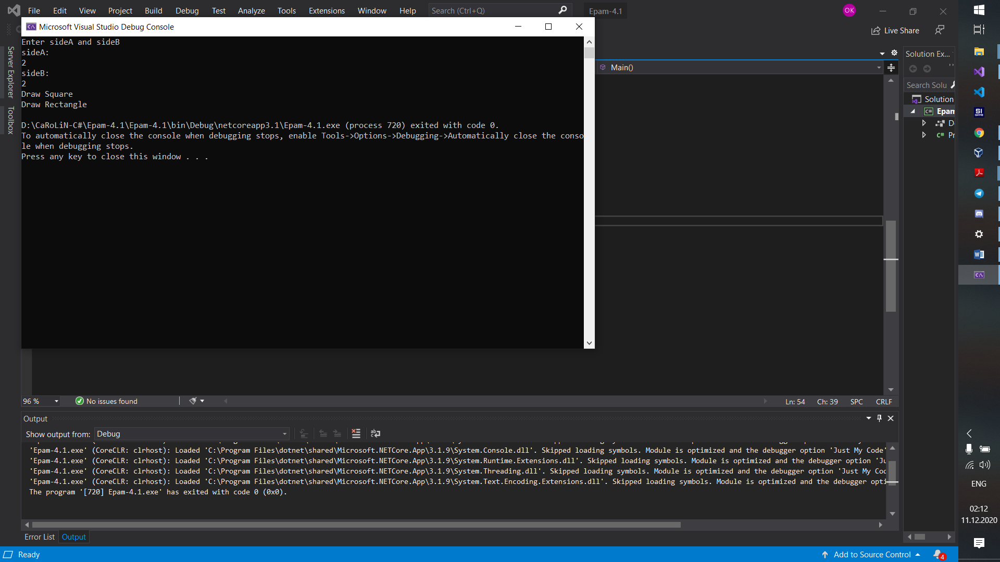 File Edit View Project Build Debug Test Analyze Tools Extensions Window Help Search (Ctrl+Q) Epam-4.1 OK
Microsoft Visual Studio Debug Console
Live Share
Enter sideA and sideB
sideA:
2
sideB:
2
Draw Square
Draw Rectangle
D:\CaRoLiN-C#\Epam-4.1\Epam-4.1\bin\Debug\netcoreapp3.1\Epam-4.1.exe (process 720) exited with code 0.
To automatically close the console when debugging stops, enable Tools->Options->Debugging->Automatically close the conso
le when debugging stops.
Press any key to close this window . . .
Server Explorer
Toolbox
Main()
Solution Ex...
Search Solu
Solution
C# Epam
D
C# Pr
96 %
No issues found
Ln: 54 Ch: 39 SPC CRLF
Output
Show output from: Debug
'Epam-4.1.exe' (CoreCLR: clrhost): Loaded 'C:\Program Files\dotnet\shared\Microsoft.NETCore.App\3.1.9\System.Console.dll'. Skipped loading symbols. Module is optimized and the debugger option 'Just My Code'
'Epam-4.1.exe' (CoreCLR: clrhost): Loaded 'C:\Program Files\dotnet\shared\Microsoft.NETCore.App\3.1.9\System.Runtime.Extensions.dll'. Skipped loading symbols. Module is optimized and the debugger option 'Ju
'Epam-4.1.exe' (CoreCLR: clrhost): Loaded 'C:\Program Files\dotnet\shared\Microsoft.NETCore.App\3.1.9\System.Threading.dll'. Skipped loading symbols. Module is optimized and the debugger option 'Just My Cod
'Epam-4.1.exe' (CoreCLR: clrhost): Loaded 'C:\Program Files\dotnet\shared\Microsoft.NETCore.App\3.1.9\System.Text.Encoding.Extensions.dll'. Skipped loading symbols. Module is optimized and the debugger opti
The program '[720] Epam-4.1.exe' has exited with code 0 (0x0).
Error List Output
Ready
Add to Source Control 4
SI
GAME
ENG
02:12
11.12.2020